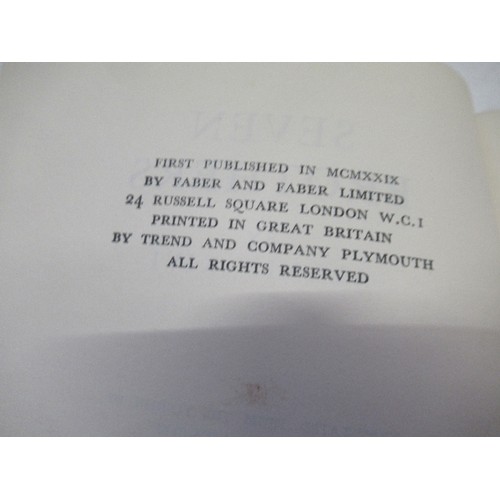 SEVEN
FIRST PUBLISHED IN MCMXXIX
BY FABER AND FABER LIMITED
24 RUSSELL SQUARE LONDON W.C.I
PRINTED IN GREAT BRITAIN
BY TREND AND COMPANY PLYMOUTH
ALL RIGHTS RESERVED